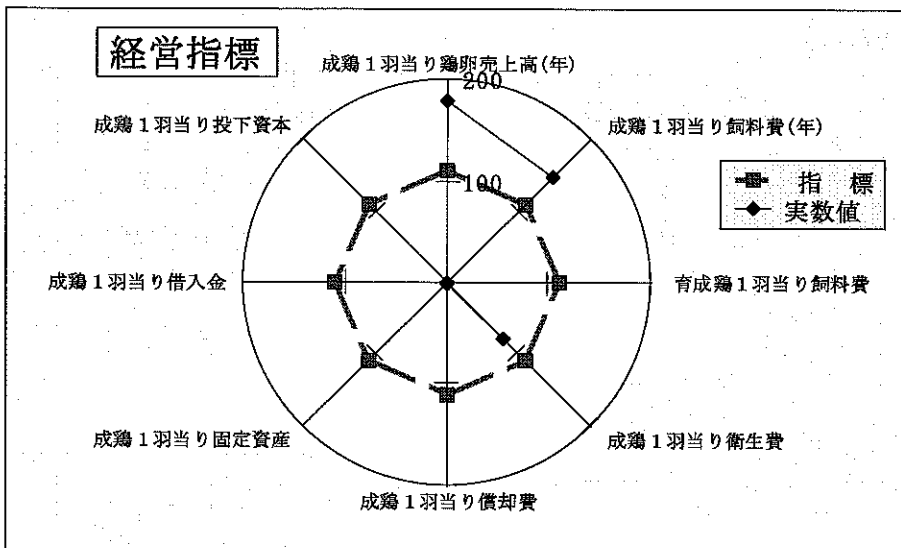 経営指標
成鶏１羽当り鶏卵売上高(年)
200
成鶏１羽当り投下資本
成鶏１羽当り飼料費(年)
100
指　標
実数値
成鶏１羽当り借入金
育成鶏１羽当り飼料費
成鶏１羽当り固定資産
成鶏１羽当り衛生費
成鶏１羽当り償却費